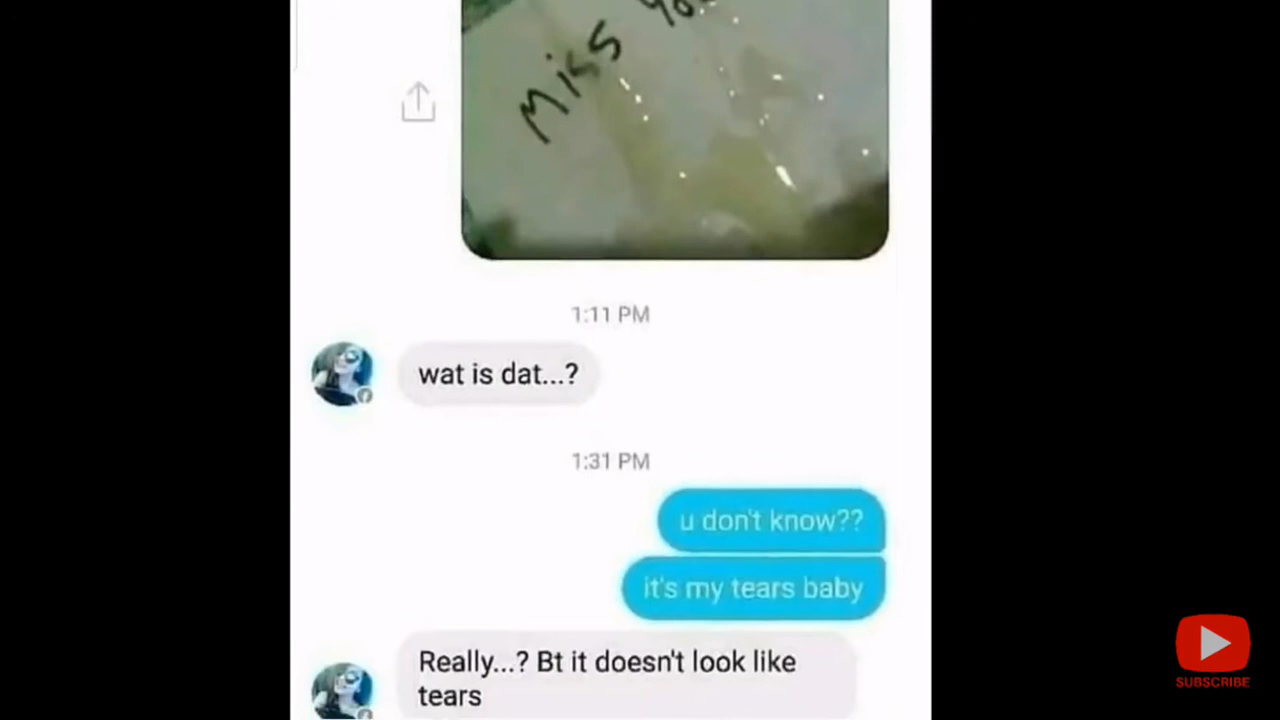 Miss You
1:11 PM
wat is dat...?
1:31 PM
u don't know??
it's my tears baby
Really...? Bt it doesn't look like
tears
SUBSCRIBE